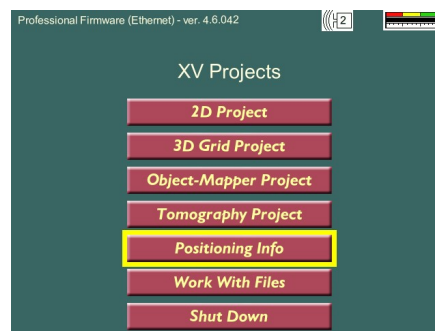 Professional Firmware (Ethernet) - ver. 4.6.042
2
XV Projects
2D Project
3D Grid Project
Object-Mapper Project
Tomography Project
Positioning Info
Work With Files
Shut Down